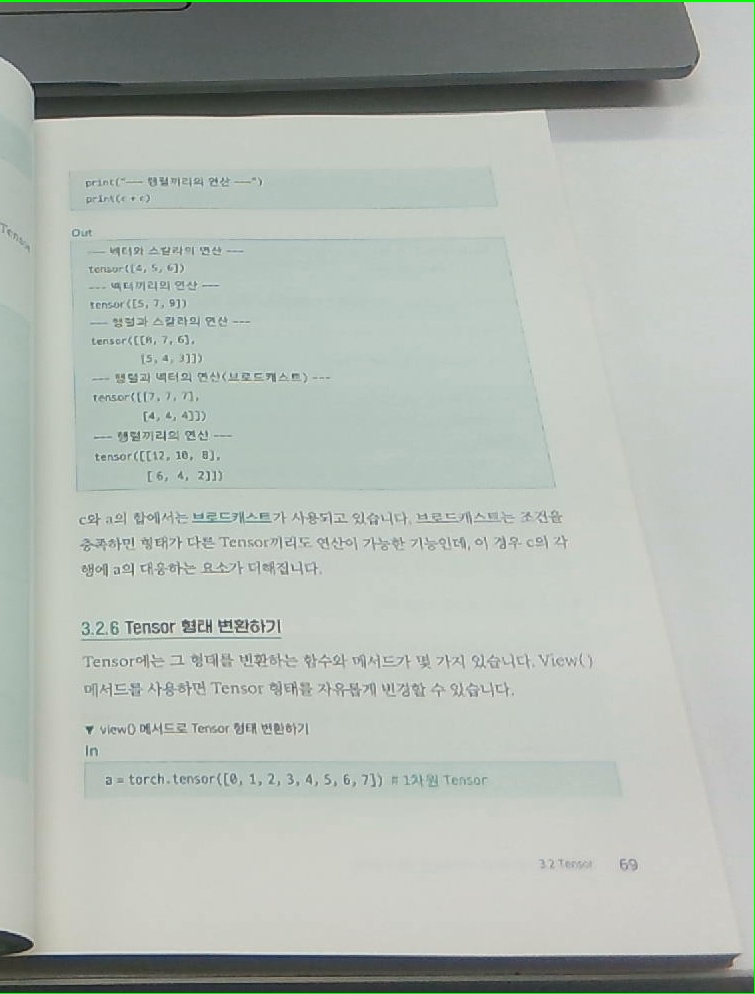 Tensor
print("--- 행렬끼리의 연산 ---")
print(c + c)
Out
--- 벡터와 스칼라의 연산 ---
tensor([4, 5, 6])
--- 벡터끼리의 연산 ---
tensor([5, 7, 9])
--- 행렬과 스칼라의 연산 ---
tensor([[8, 7, 6],
[5, 4, 3]])
--- 행렬과 벡터의 연산(브로드캐스트) ---
tensor([[7, 7, 7],
[4, 4, 4]])
--- 행렬끼리의 연산 ---
tensor([[12, 10, 8],
[ 6, 4, 2]])
c와 a의 합에서는 브로드캐스트가 사용되고 있습니다. 브로드캐스트는 조건을
충족하면 형태가 다른 Tensor끼리도 연산이 가능한 기능인데, 이 경우 c의 각
행에 a의 대응하는 요소가 더해집니다.
3.2.6 Tensor 형태 변환하기
Tensor에는 그 형태를 변환하는 함수와 메서드가 몇 가지 있습니다. View()
메서드를 사용하면 Tensor 형태를 자유롭게 변경할 수 있습니다.
▼ view() 메서드로 Tensor 형태 변환하기
In
a = torch.tensor([0, 1, 2, 3, 4, 5, 6, 7]) # 1차원 Tensor
3.2 Tensor 69